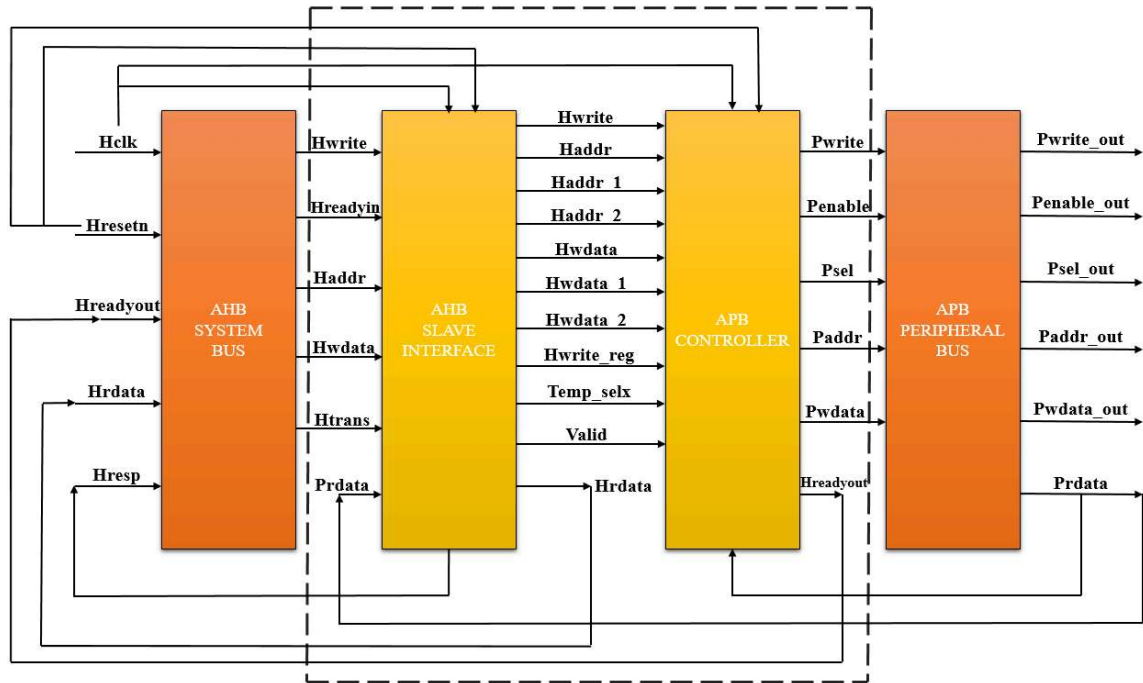 Hclk
Hresetn
Hreadyout
Hrdata
Hresp
AHB
SYSTEM
BUS
Hwrite
Hreadyin
Haddr
Hwdata
Htrans
Prdata
AHB
SLAVE
INTERFACE
Hwrite
Haddr
Haddr_1
Haddr_2
Hwdata
Hwdata_1
Hwdata_2
Hwrite_reg
Temp_selx
Valid
Hrdata
APB
CONTROLLER
Pwrite
Penable
Psel
Paddr
Pwdata
Hreadyout
APB
PERIPHERAL
BUS
Pwrite_out
Penable_out
Psel_out
Paddr_out
Pwdata_out
Prdata